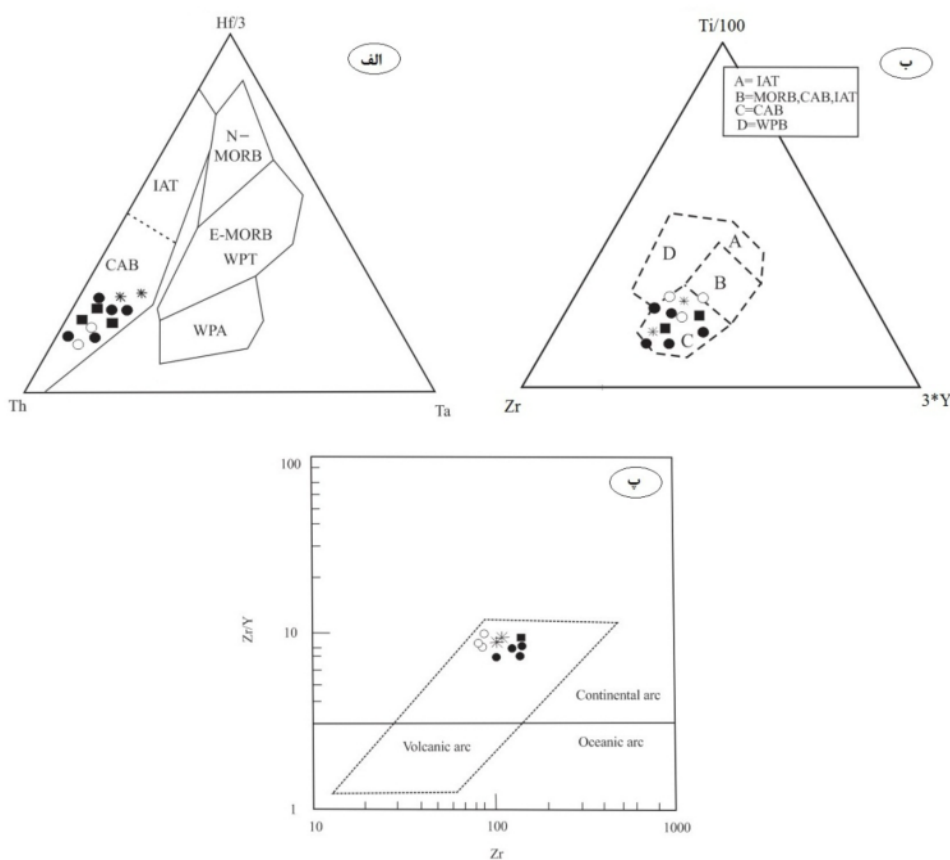 Hf/3
الف
N-
MORB
IAT
E-MORB
WPT
CAB
WPA
Th
Ta
Ti/100
ب
A= IAT
B=MORB,CAB,IAT
C=CAB
D=WPB
D
A
B
C
Zr
3*Y
100
پ
Zr/Y
10
Continental arc
Volcanic arc
Oceanic arc
1
10
100
1000
Zr